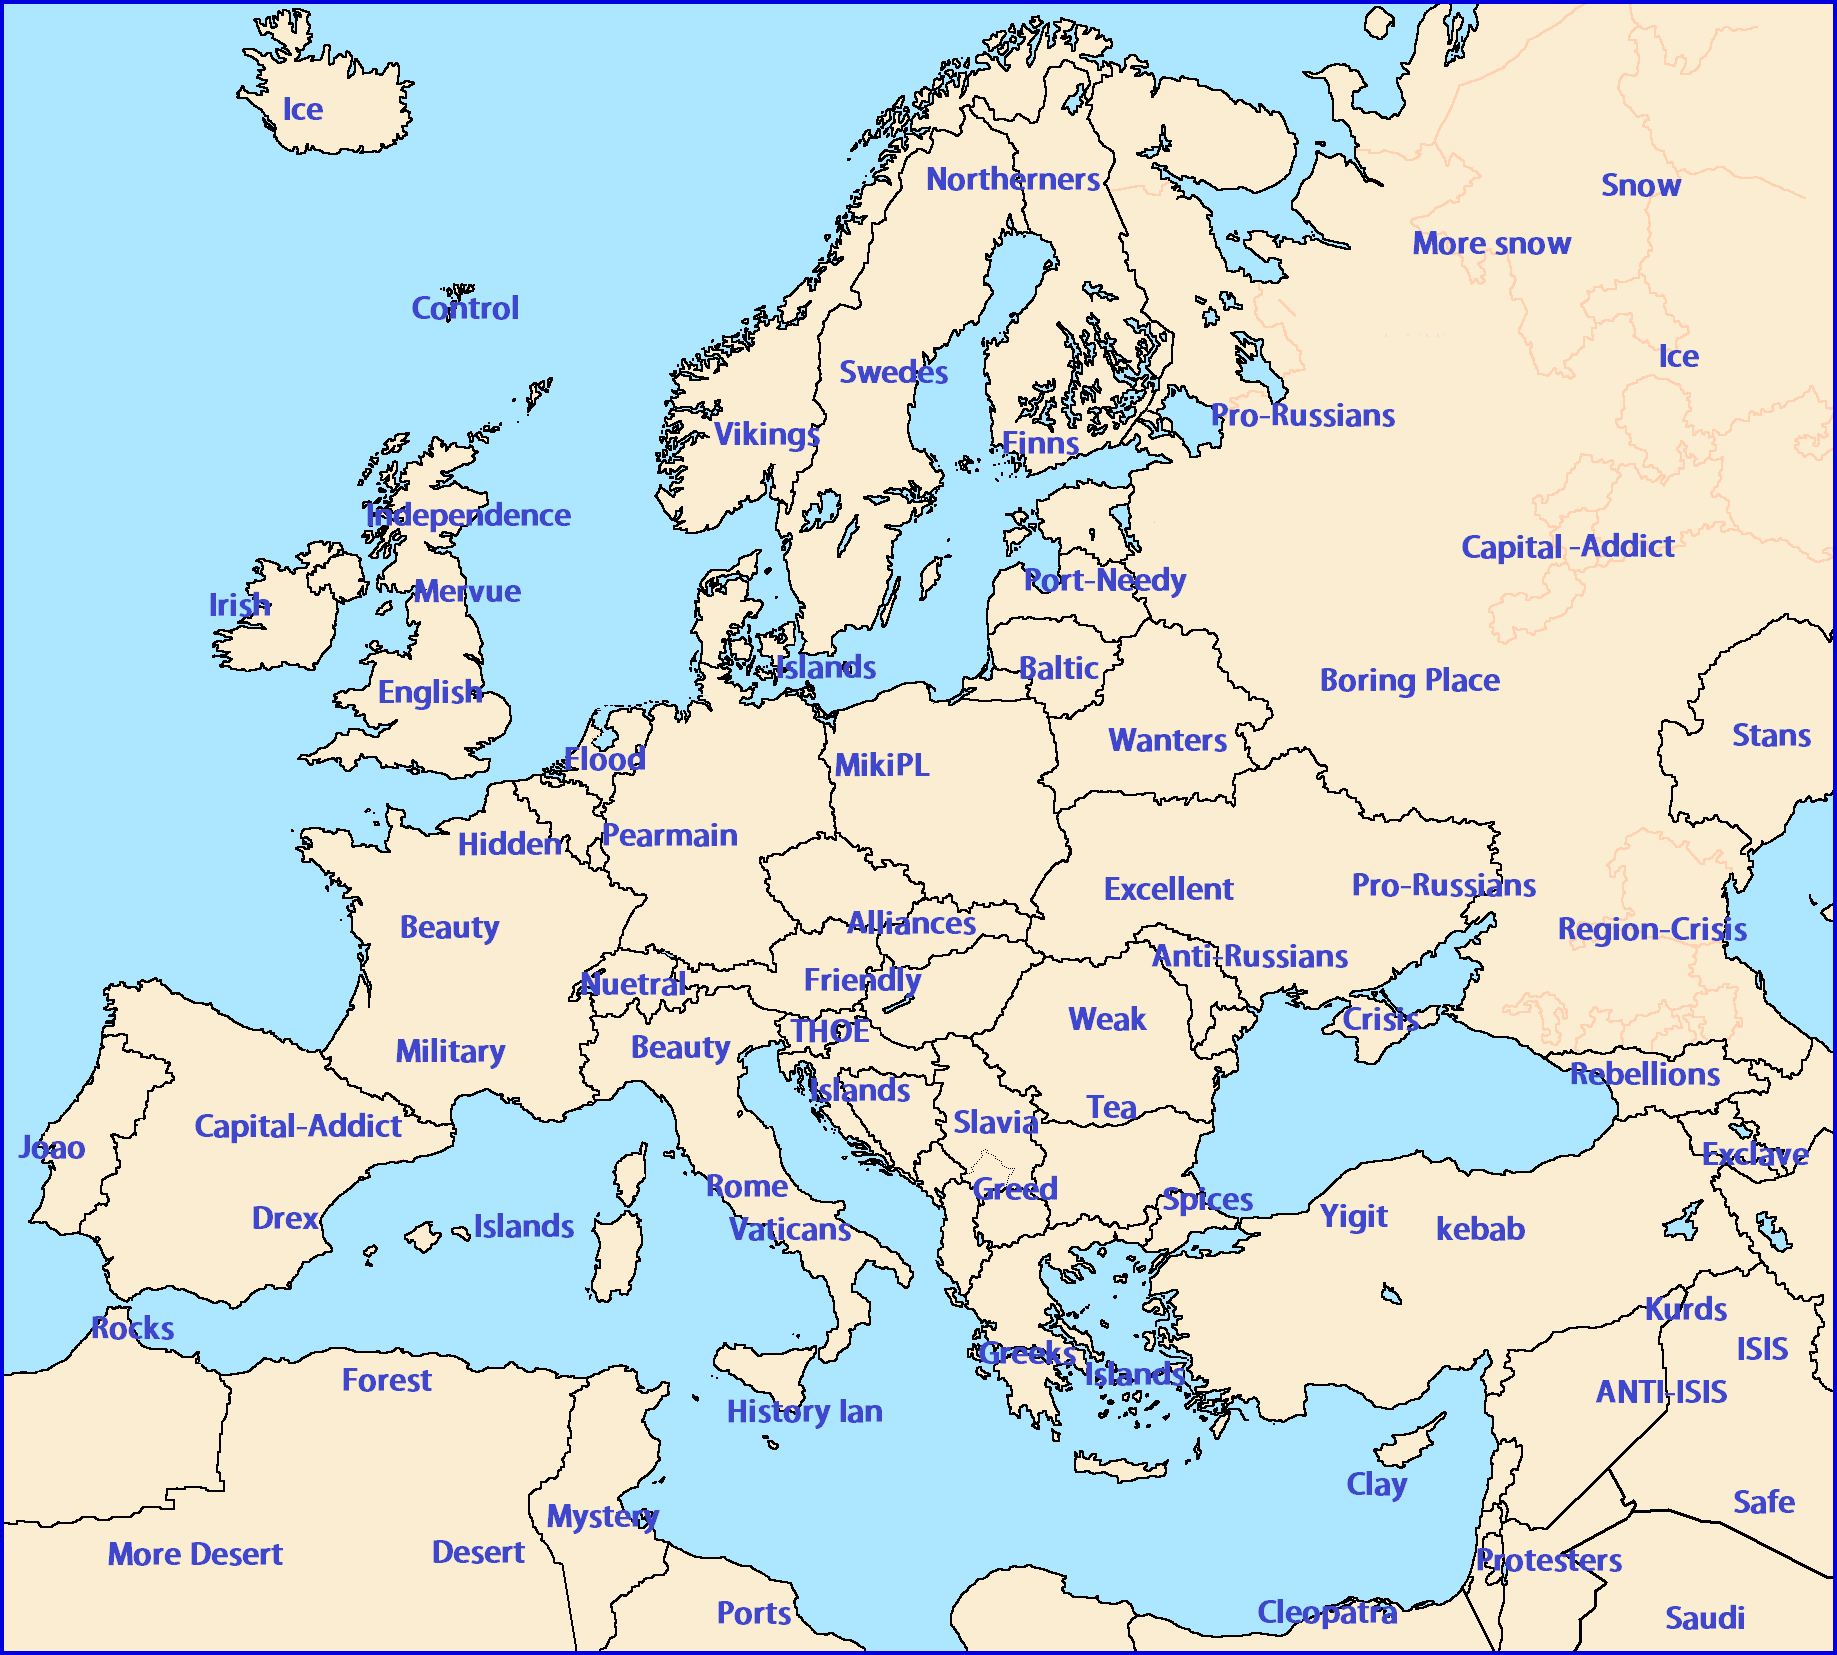 Ice
Northerners
Snow
More snow
Control
Ice
Swedes
Pro-Russians
Vikings
Finns
Independence
Capital -Addict
Port-Needy
Mervue
Irish
Islands
Baltic
Boring Place
English
Stans
Wanters
Flood
MikiPL
Pearmain
Hidden
Pro-Russians
Excellent
Alliances
Beauty
Region-Crisis
Anti-Russians
Friendly
Nuetral
Weak
Crisis
THOE
Beauty
Military
Rebellions
Islands
Tea
Slavia
Capital-Addict
Joao
Exclave
Rome
Greed
Spices
Yigit
kebab
Drex
Islands
Vaticans
Kurds
Rocks
ISIS
Greeks
Islands
Forest
ANTI-ISIS
History Ian
Clay
Safe
Mystery
More Desert
Desert
Protesters
Ports
Cleopatra
Saudi